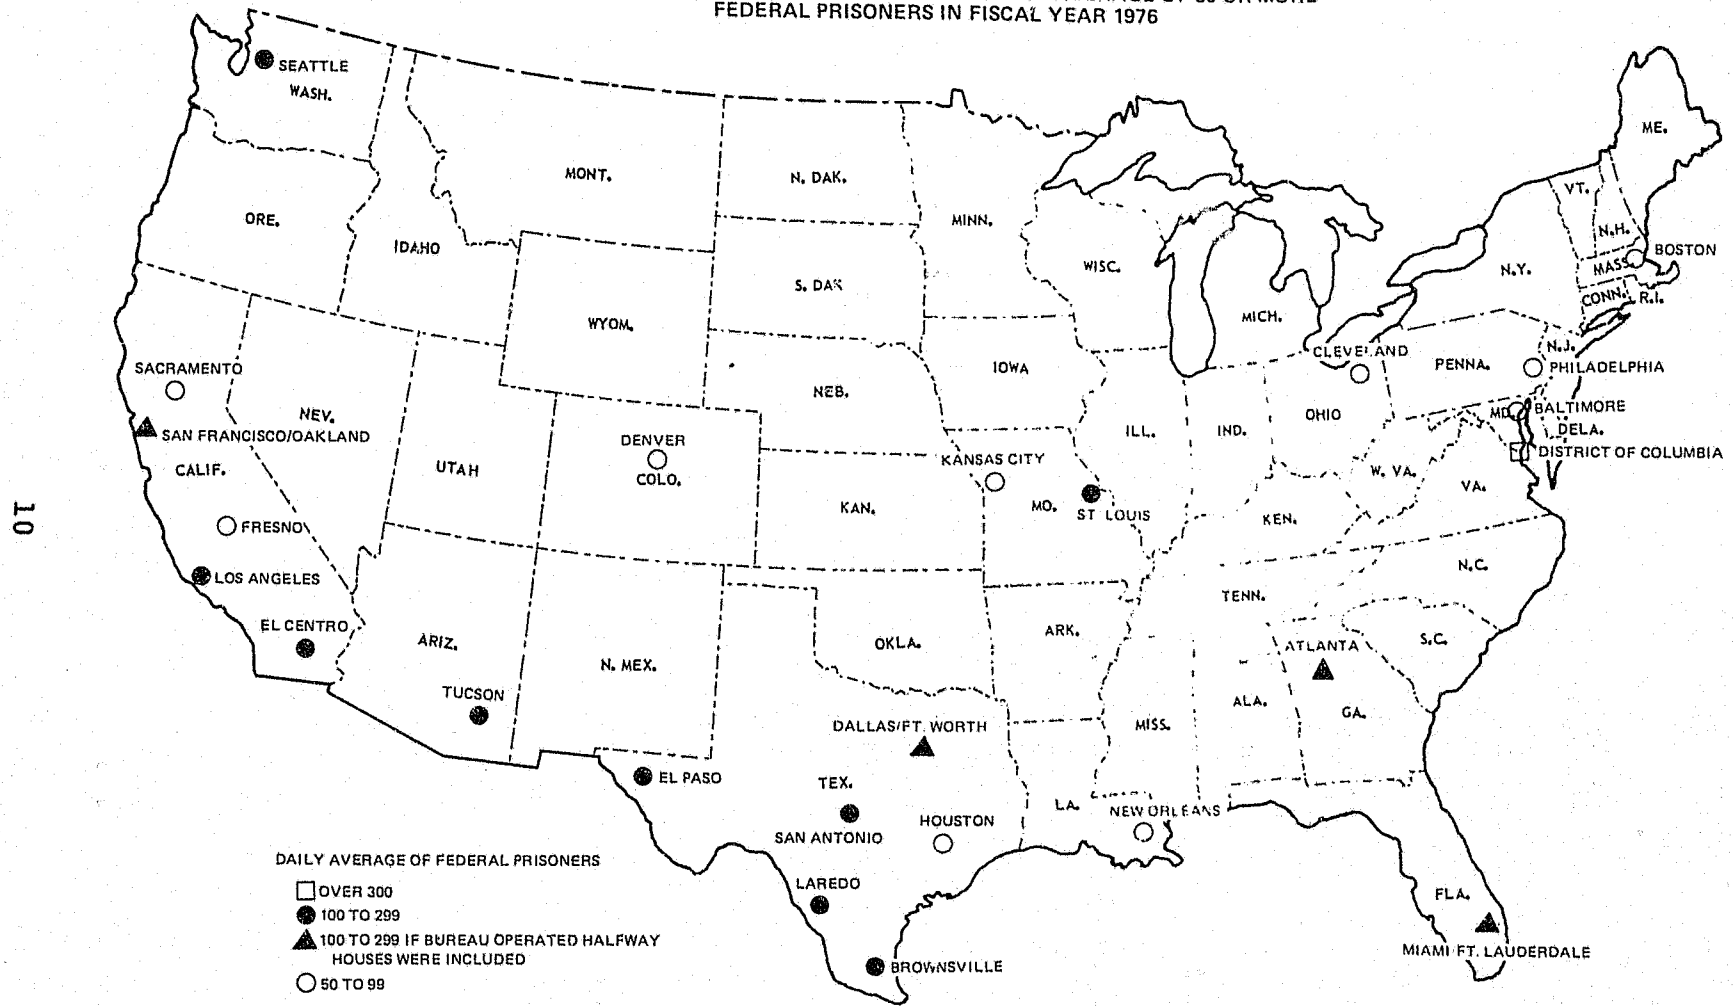 FEDERAL PRISONERS IN FISCAL YEAR 1976
SEATTLE
WASH.
ME.
MONT.
N. DAK.
VT.
ORE.
MINN.
N.H.
IDAHO
BOSTON
WISC.
MASS.
N.Y.
S. DAK
CONN.
R.I.
WYOM.
MICH.
N.J.
CLEVELAND
SACRAMENTO
IOWA
PENNA.
PHILADELPHIA
NEB.
NEV.
OHIO
MD.
BALTIMORE
SAN FRANCISCO/OAKLAND
DENVER
ILL.
IND.
DELA.
KANSAS CITY
DISTRICT OF COLUMBIA
CALIF.
UTAH
COLO.
W. VA.
VA.
KAN.
MO.
ST LOUIS
KEN.
10
FRESNO
N.C.
LOS ANGELES
TENN.
EL CENTRO
ARIZ.
OKLA.
ARK.
S.C.
ATLANTA
N. MEX.
TUCSON
ALA.
GA.
DALLAS/FT. WORTH
MISS.
EL PASO
TEX.
LA.
NEW ORLEANS
HOUSTON
SAN ANTONIO
LAREDO
FLA.
MIAMI FT. LAUDERDALE
BROWNSVILLE
DAILY AVERAGE OF FEDERAL PRISONERS
OVER 300
100 TO 299
100 TO 299 IF BUREAU OPERATED HALFWAY
HOUSES WERE INCLUDED
50 TO 99